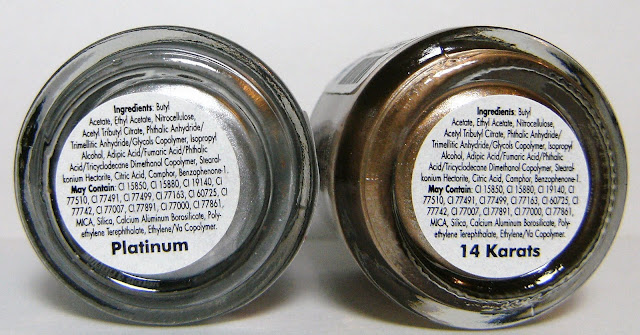 Ingredients: Butyl
Acetate, Ethyl Acetate, Nitrocellulose,
Acetyl Tributyl Citrate, Phthalic Anhydride/
Trimellitic Anhydride/Glycols Copolymer, Isopropyl
Alcohol, Adipic Acid/Fumaric Acid/Phthalic
Acid/Tricyclodecane Dimethanol Copolymer, Stearal-
konium Hectorite, Citric Acid, Camphor, Benzophenone-1.
May Contain: CI 15850, CI 15880, CI 19140, CI
77510, CI 77491, CI 77499, CI 77163, CI 60725, CI
77742, CI 77007, CI 77891, CI 77000, CI 77861,
MICA, Silica, Calcium Aluminum Borosilicate, Poly-
ethylene Terephthalate, Ethylene/Va Copolymer.
Platinum
Ingredients: Butyl
Acetate, Ethyl Acetate, Nitrocellulose,
Acetyl Tributyl Citrate, Phthalic Anhydride/
Trimellitic Anhydride/Glycols Copolymer, Isopropyl
Alcohol, Adipic Acid/Fumaric Acid/Phthalic
Acid/Tricyclodecane Dimethanol Copolymer, Stearal-
konium Hectorite, Citric Acid, Camphor, Benzophenone-1.
May Contain: CI 15850, CI 15880, CI 19140, CI
77510, CI 77491, CI 77499, CI 77163, CI 60725, CI
77742, CI 77007, CI 77891, CI 77000, CI 77861,
MICA, Silica, Calcium Aluminum Borosilicate, Poly-
ethylene Terephthalate, Ethylene/Va Copolymer.
14 Karats